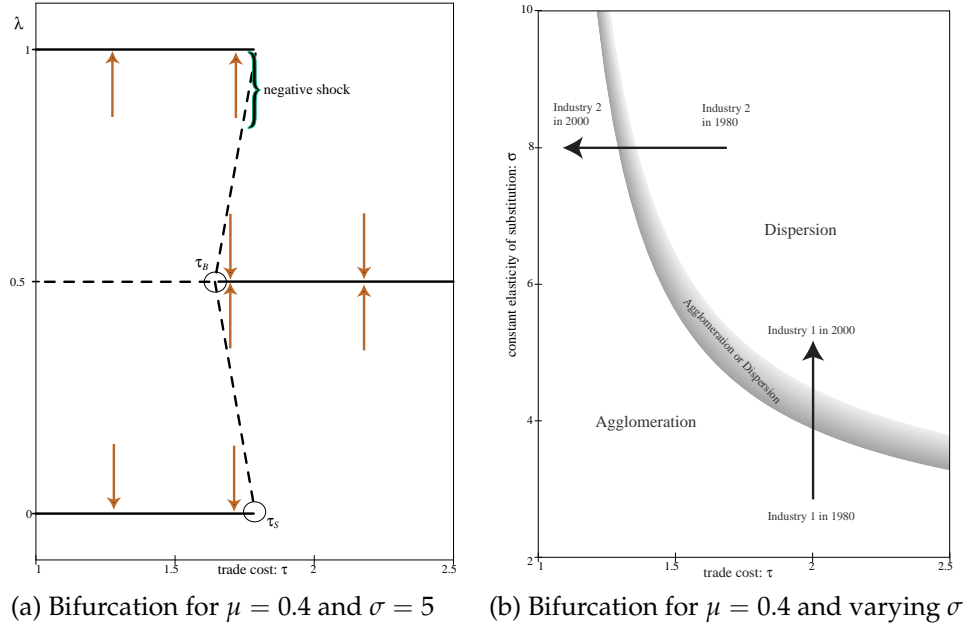 λ
1
negative shock
τB
0.5
τS
0
1
1.5
2
2.5
trade cost: τ
(a) Bifurcation for μ = 0.4 and σ = 5
10
Industry 2
in 2000
Industry 2
in 1980
8
constant elasticity of substitution: σ
Dispersion
6
Agglomeration or Dispersion
Industry 1 in 2000
4
Agglomeration
Industry 1 in 1980
2
1
1.5
2
2.5
trade cost: τ
(b) Bifurcation for μ = 0.4 and varying σ